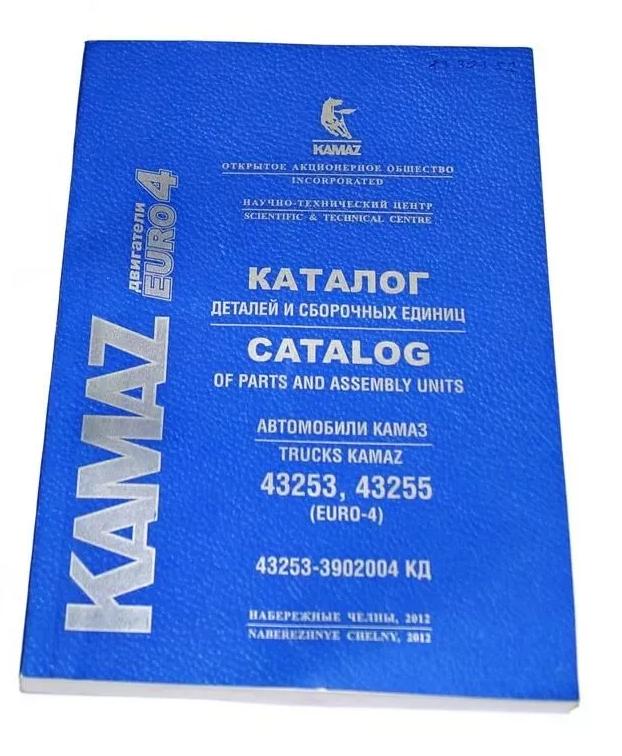 KAMAZ
ОТКРЫТОЕ АКЦИОНЕРНОЕ ОБЩЕСТВО
INCORPORATED
НАУЧНО-ТЕХНИЧЕСКИЙ ЦЕНТР
SCIENTIFIC & TECHNICAL CENTRE
KAMAZ
двигатели
EURO 4
КАТАЛОГ
ДЕТАЛЕЙ И СБОРОЧНЫХ ЕДИНИЦ
CATALOG
OF PARTS AND ASSEMBLY UNITS
АВТОМОБИЛИ КАМАЗ
TRUCKS KAMAZ
43253, 43255
(EURO-4)
43253-3902004 КД
НАБЕРЕЖНЫЕ ЧЕЛНЫ, 2012
NABEREZHNYE CHELNY, 2012